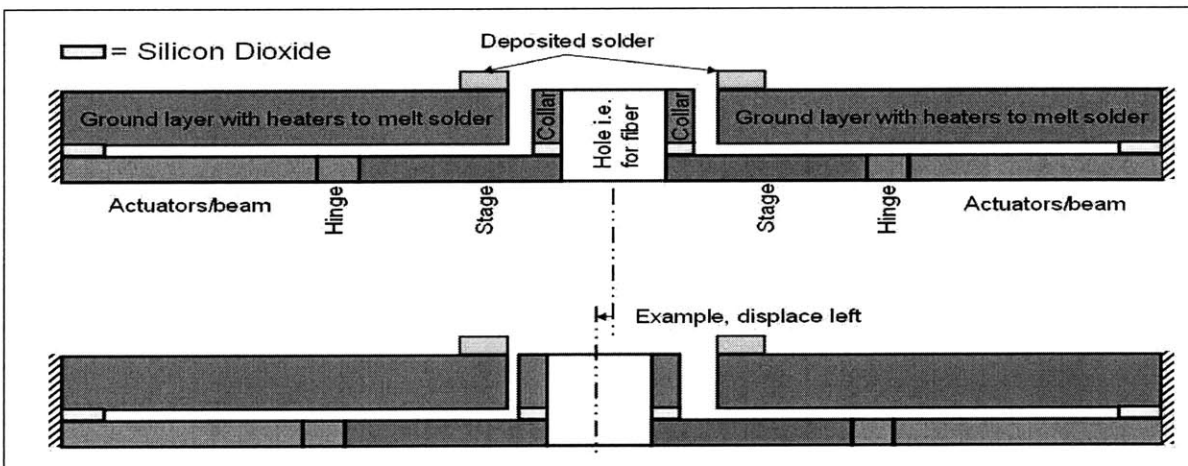 Deposited solder
= Silicon Dioxide
Ground layer with heaters to melt solder
Collar
Hole i.e.
for fiber
Collar
Ground layer with heaters to melt solder
Actuators/beam
Hinge
Stage
Stage
Hinge
Actuators/beam
Example, displace left